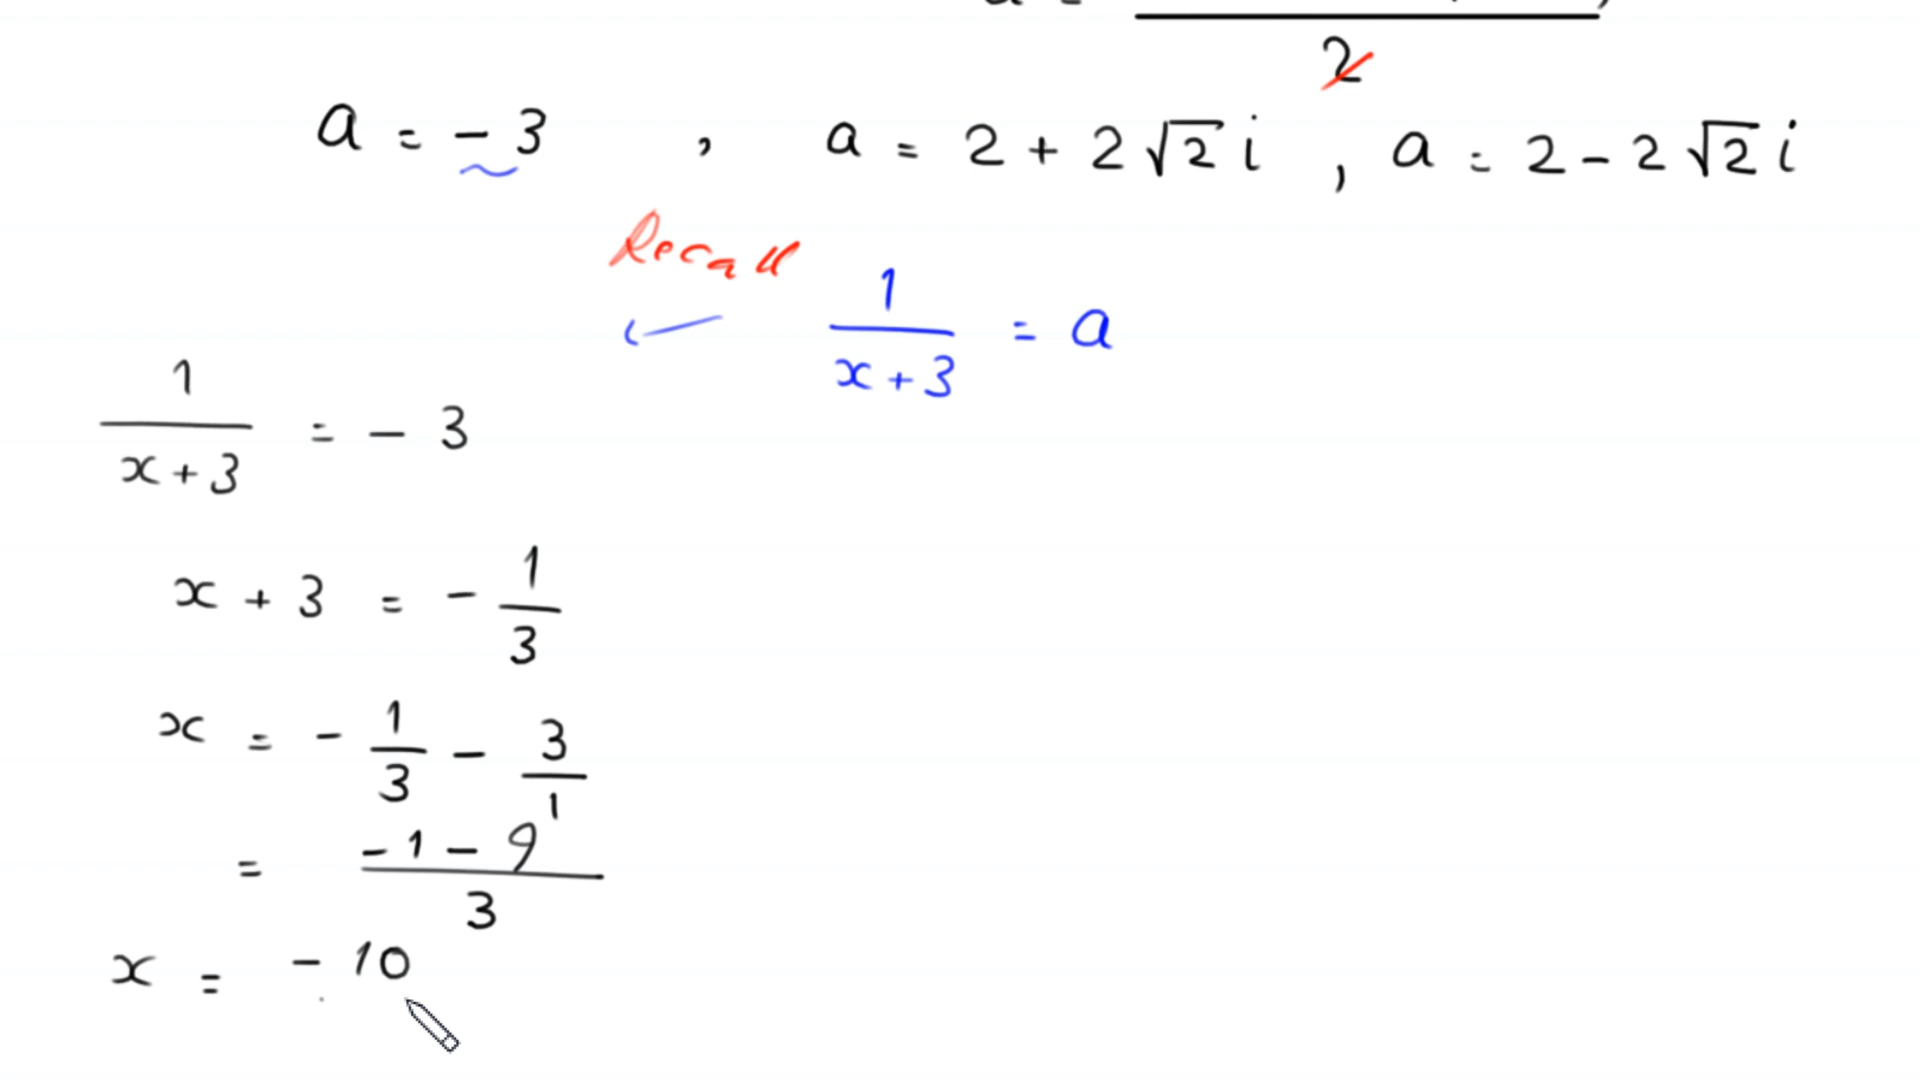 2
a = - 3 , a = 2 + 2 √2 i , a = 2 - 2 √2 i
Recall
1/(x+3) = a
1/(x+3) = - 3
x + 3 = - 1/3
x = - 1/3 - 3/1
= (-1 - 9)/3
x = - 10